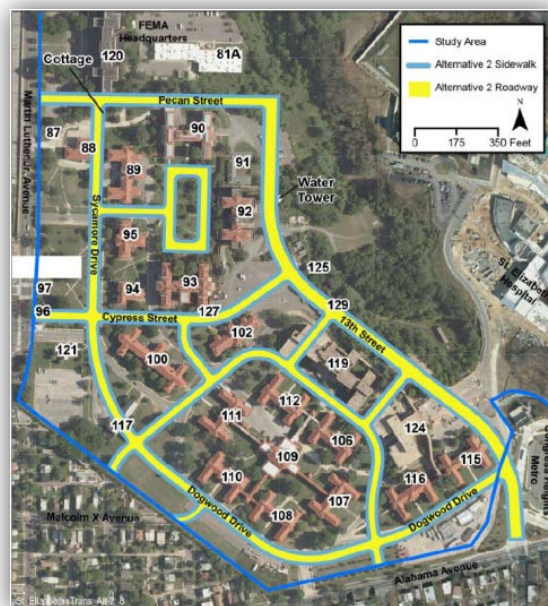 FEMA
Headquarters
120
81A
Cottage
Study Area
Alternative 2 Sidewalk
Alternative 2 Roadway
N
0 175 350 Feet
Pecan Street
Martin Luther Jr. Avenue
87
88
90
89
91
Water
Tower
92
Sycamore Drive
95
94
93
125
St. Elizabeth
Hospital
97
96
127
129
Cypress Street
102
13th Street
121
100
119
112
111
117
106
124
109
110
115
116
107
108
Metro
Dogwood Drive
Dogwood Drive
Malcolm X Avenue
Alabama Avenue